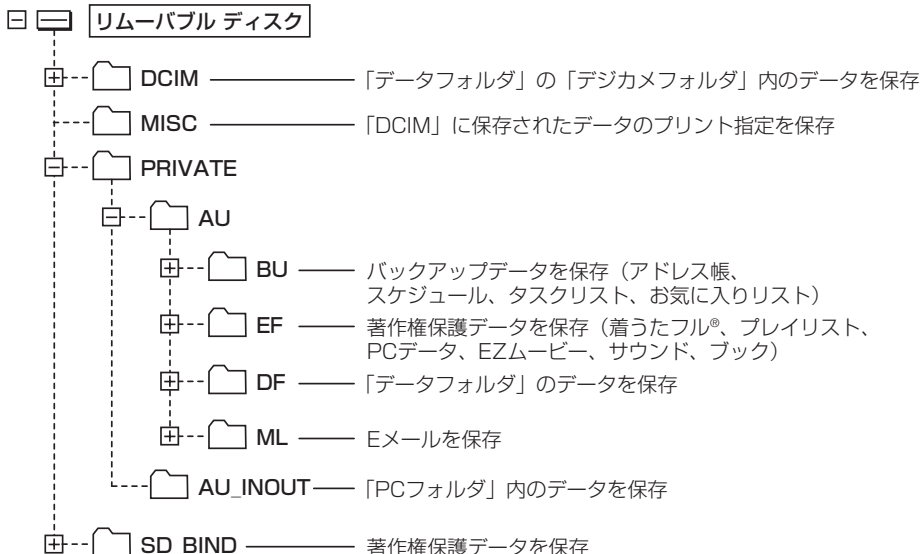 リムーバブル ディスク
DCIM 「データフォルダ」の「デジカメフォルダ」内のデータを保存
MISC 「DCIM」に保存されたデータのプリント指定を保存
PRIVATE
AU
BU バックアップデータを保存（アドレス帳、
スケジュール、タスクリスト、お気に入りリスト）
EF 著作権保護データを保存（着うたフル®、プレイリスト、
PCデータ、EZムービー、サウンド、ブック）
DF 「データフォルダ」のデータを保存
ML Eメールを保存
AU_INOUT 「PCフォルダ」内のデータを保存
SD_BIND 著作権保護データを保存